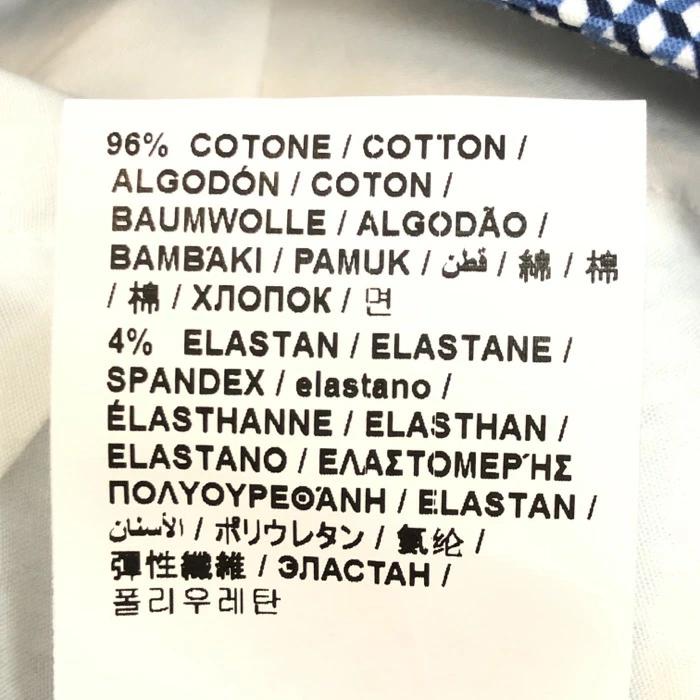 96% COTONE / COTTON /
ALGODÓN / COTON /
BAUMWOLLE / ALGODÃO /
BAMBΆKI / PAMUK / قطن / 綿 / 棉
/ 棉 / ХЛОПОК / 면
4% ELASTAN / ELASTANE /
SPANDEX / elastano /
ÉLASTHANNE / ELASTHAN /
ELASTANO / ΕΛΑΣΤΟΜΕΡΉΣ
ΠΟΛΥΟΥΡΕΘΆΝΗ / ELASTAN /
الأسنان / ポリウレタン / 氨纶 /
彈性纖維 / ЭЛАСТАН /
폴리우레탄